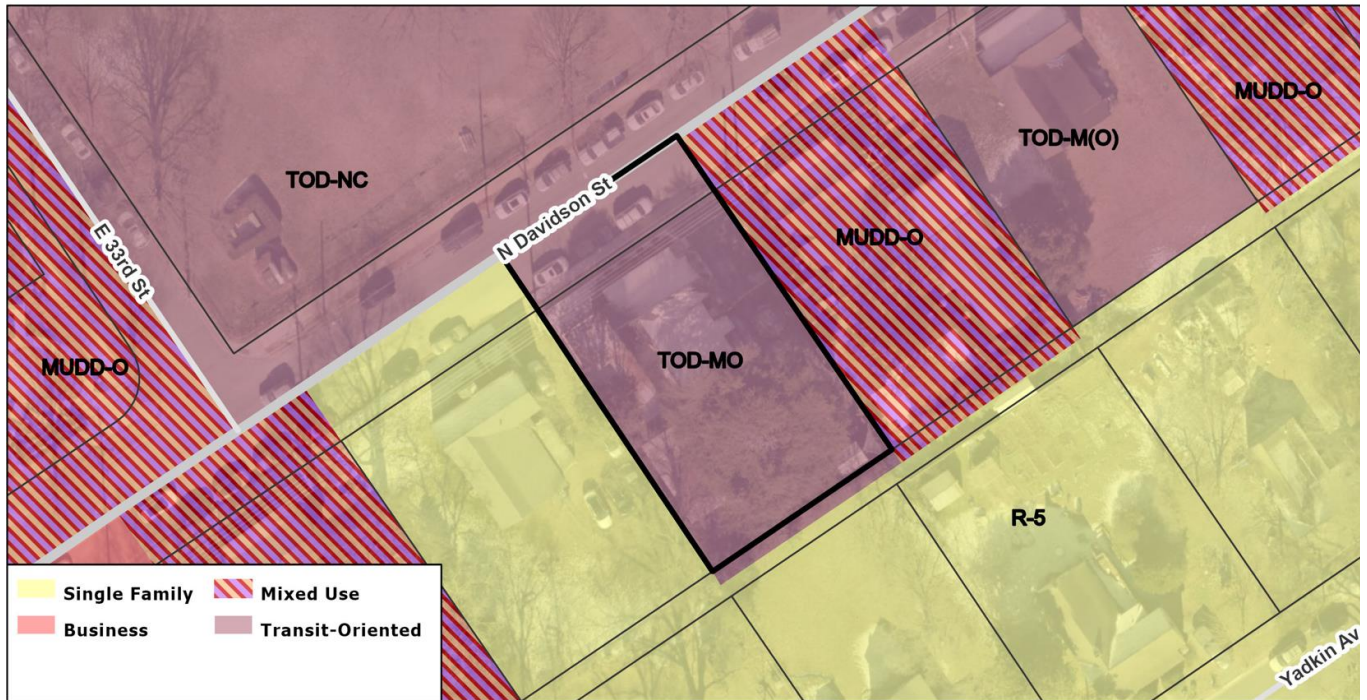 MUDD-O
TOD-M(O)
TOD-NC
N Davidson St
MUDD-O
E 33rd St
MUDD-O
TOD-MO
R-5
Single Family
Mixed Use
Business
Transit-Oriented
Yadkin Av